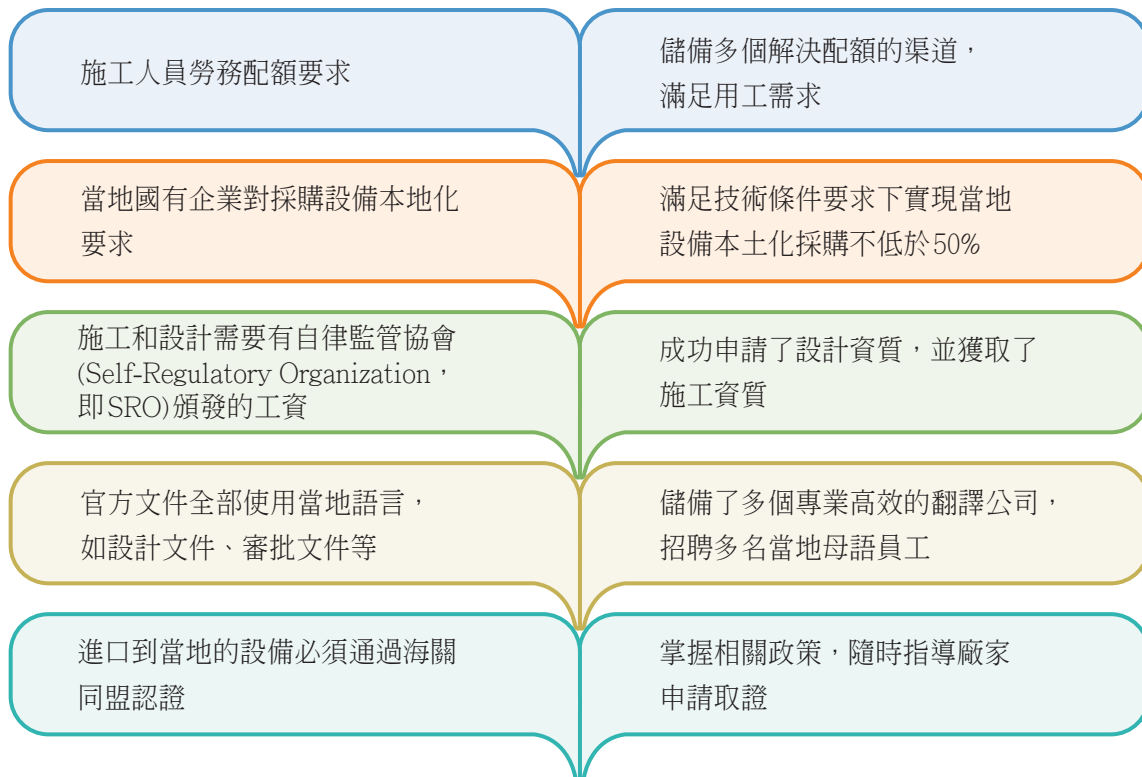 施工人員勞務配額要求
儲備多個解決配額的渠道，
滿足用工需求
當地國有企業對採購設備本地化
要求
滿足技術條件要求下實現當地
設備本土化採購不低於50%
施工和設計需要有自律監管協會
(Self-Regulatory Organization，
即SRO)頒發的工資
成功申請了設計資質，並獲取了
施工資質
官方文件全部使用當地語言，
如設計文件、審批文件等
儲備了多個專業高效的翻譯公司，
招聘多名當地母語員工
進口到當地的設備必須通過海關
同盟認證
掌握相關政策，隨時指導廠家
申請取證